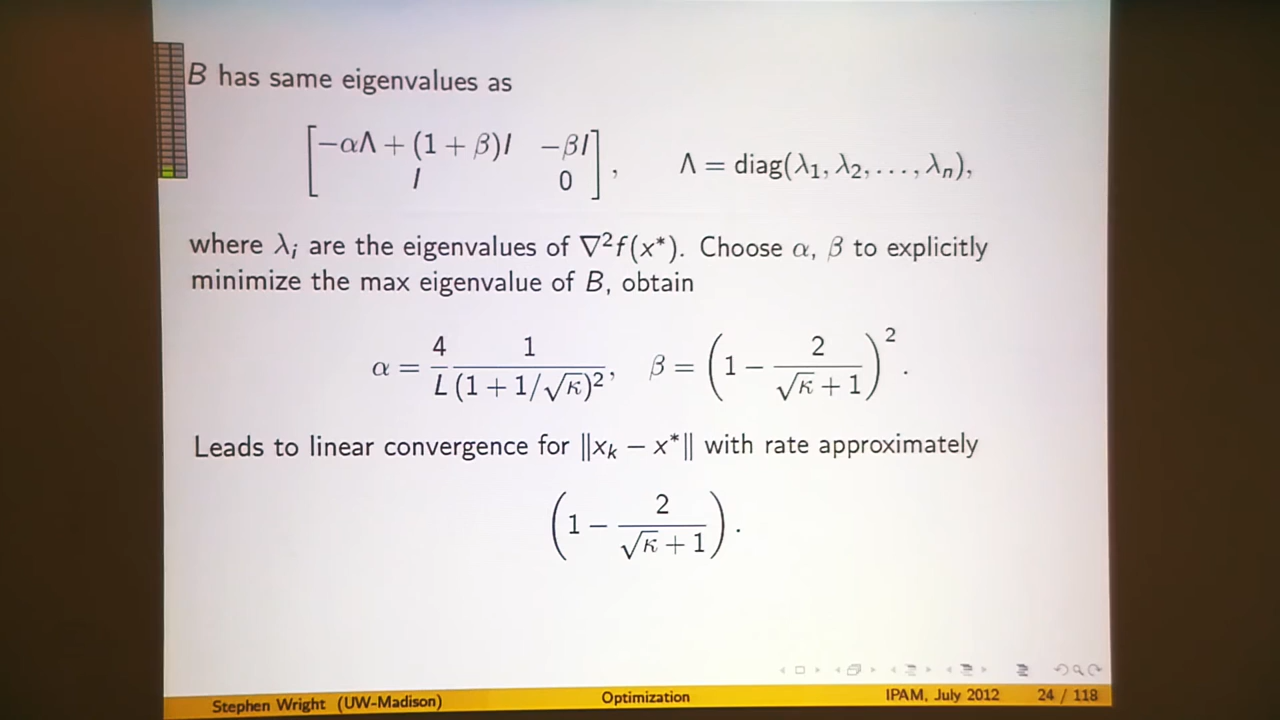 B has same eigenvalues as
[ −αΛ + (1 + β)I   −βI ; I   0 ],   Λ = diag(λ₁, λ₂, . . . , λₙ),
where λᵢ are the eigenvalues of ∇²f(x*). Choose α, β to explicitly
minimize the max eigenvalue of B, obtain
α = 4/L 1/(1 + 1/√κ)²,   β = (1 − 2/(√κ + 1))².
Leads to linear convergence for ‖xₖ − x*‖ with rate approximately
(1 − 2/(√κ + 1)).
Stephen Wright (UW-Madison)   Optimization   IPAM, July 2012   24 / 118